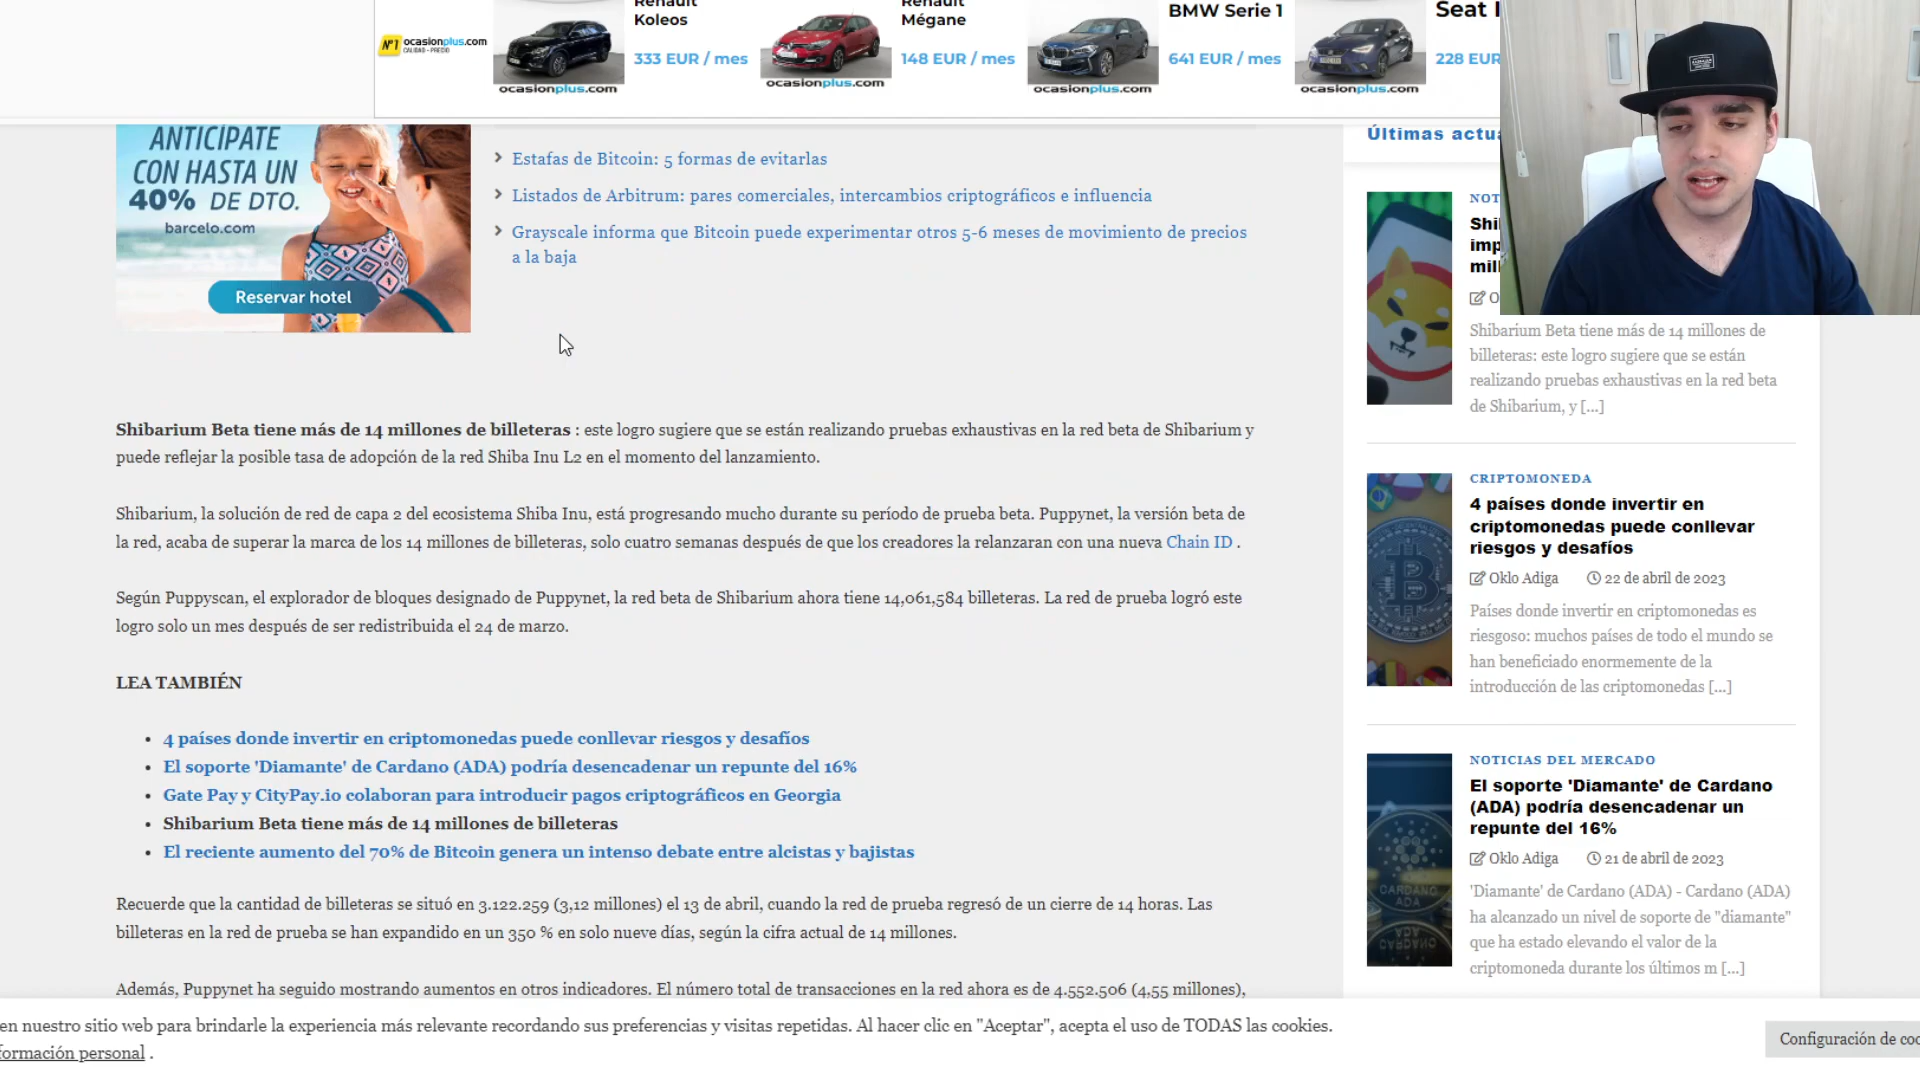 Renault
Koleos
333 EUR / mes
Renault
Mégane
148 EUR / mes
BMW Serie 1
641 EUR / mes
Seat I
228 EUR
Nº1 ocasionplus.com
CALIDAD - PRECIO
ocasionplus.com
ocasionplus.com
ocasionplus.com
ocasionplus.com
ANTICÍPATE
CON HASTA UN
40% DE DTO.
barcelo.com
Reservar hotel
Estafas de Bitcoin: 5 formas de evitarlas
Listados de Arbitrum: pares comerciales, intercambios criptográficos e influencia
Grayscale informa que Bitcoin puede experimentar otros 5-6 meses de movimiento de precios
a la baja
Shibarium Beta tiene más de 14 millones de billeteras : este logro sugiere que se están realizando pruebas exhaustivas en la red beta de Shibarium y
puede reflejar la posible tasa de adopción de la red Shiba Inu L2 en el momento del lanzamiento.
Shibarium, la solución de red de capa 2 del ecosistema Shiba Inu, está progresando mucho durante su período de prueba beta. Puppynet, la versión beta de
la red, acaba de superar la marca de los 14 millones de billeteras, solo cuatro semanas después de que los creadores la relanzaran con una nueva Chain ID .
Según Puppyscan, el explorador de bloques designado de Puppynet, la red beta de Shibarium ahora tiene 14,061,584 billeteras. La red de prueba logró este
logro solo un mes después de ser redistribuida el 24 de marzo.
LEA TAMBIÉN
4 países donde invertir en criptomonedas puede conllevar riesgos y desafíos
El soporte 'Diamante' de Cardano (ADA) podría desencadenar un repunte del 16%
Gate Pay y CityPay.io colaboran para introducir pagos criptográficos en Georgia
Shibarium Beta tiene más de 14 millones de billeteras
El reciente aumento del 70% de Bitcoin genera un intenso debate entre alcistas y bajistas
Recuerde que la cantidad de billeteras se situó en 3.122.259 (3,12 millones) el 13 de abril, cuando la red de prueba regresó de un cierre de 14 horas. Las
billeteras en la red de prueba se han expandido en un 350 % en solo nueve días, según la cifra actual de 14 millones.
Además, Puppynet ha seguido mostrando aumentos en otros indicadores. El número total de transacciones en la red ahora es de 4.552.506 (4,55 millones),
Últimas actua
NOT
Shi
imp
mill
O
Shibarium Beta tiene más de 14 millones de
billeteras: este logro sugiere que se están
realizando pruebas exhaustivas en la red beta
de Shibarium, y [...]
CRIPTOMONEDA
4 países donde invertir en
criptomonedas puede conllevar
riesgos y desafíos
Oklo Adiga 22 de abril de 2023
Países donde invertir en criptomonedas es
riesgoso: muchos países de todo el mundo se
han beneficiado enormemente de la
introducción de las criptomonedas [...]
NOTICIAS DEL MERCADO
El soporte 'Diamante' de Cardano
(ADA) podría desencadenar un
repunte del 16%
Oklo Adiga 21 de abril de 2023
CARDANO
ADA
'Diamante' de Cardano (ADA) - Cardano (ADA)
ha alcanzado un nivel de soporte de "diamante"
que ha estado elevando el valor de la
criptomoneda durante los últimos m [...]
en nuestro sitio web para brindarle la experiencia más relevante recordando sus preferencias y visitas repetidas. Al hacer clic en "Aceptar", acepta el uso de TODAS las cookies.
formación personal .
Configuración de coo